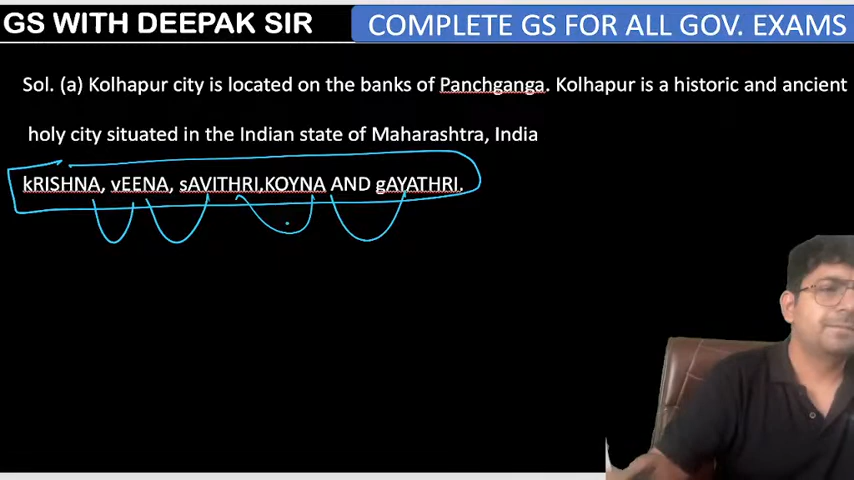 GS WITH DEEPAK SIR
COMPLETE GS FOR ALL GOV. EXAMS
Sol. (a) Kolhapur city is located on the banks of Panchganga. Kolhapur is a historic and ancient
holy city situated in the Indian state of Maharashtra, India
kRISHNA, vEENA, sAVITHRI,KOYNA AND gAYATHRI.